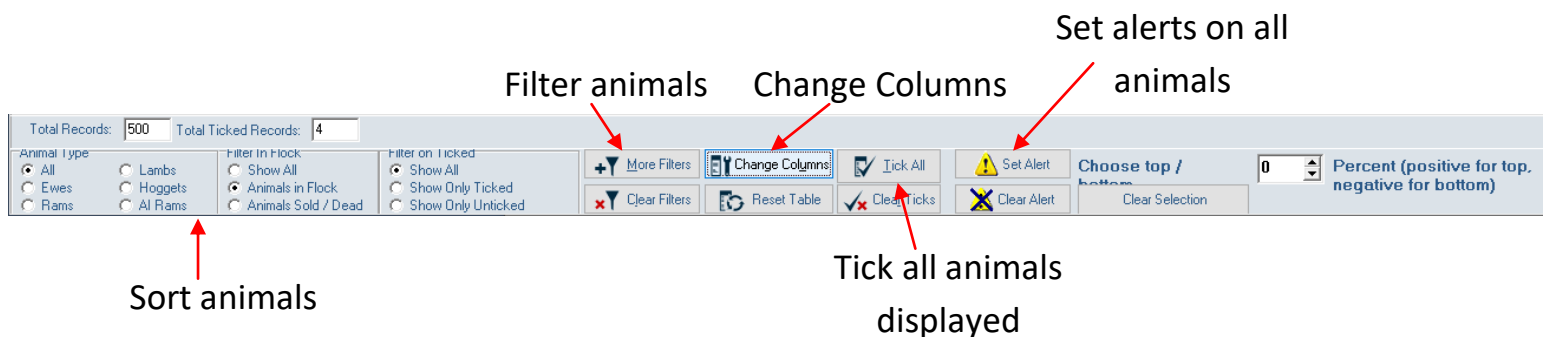 Set alerts on all
animals
Filter animals
Change Columns
Total Records: 500 Total Ticked Records: 4
Animal Type
All
Ewes
Rams
Lambs
Hoggets
AI Rams
Filter In Flock
Show All
Animals in Flock
Animals Sold / Dead
Filter on Ticked
Show All
Show Only Ticked
Show Only Unticked
More Filters
Clear Filters
Change Columns
Reset Table
Tick All
Clear Ticks
Set Alert
Clear Alert
Choose top /
bottom
Clear Selection
0
Percent (positive for top,
negative for bottom)
Sort animals
Tick all animals
displayed